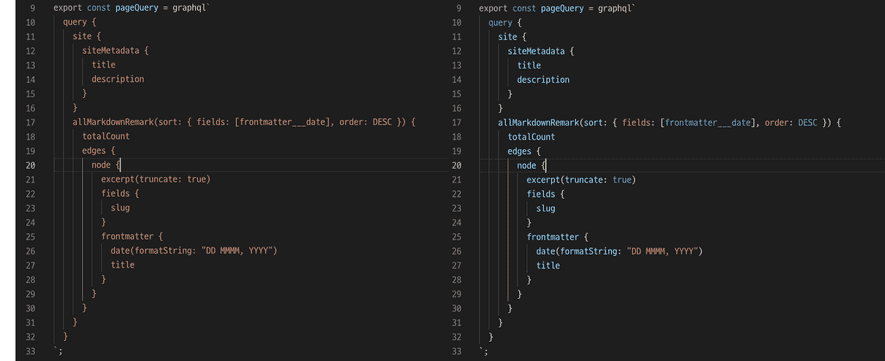 9 export const pageQuery = graphql`
10 query {
11 site {
12 siteMetadata {
13 title
14 description
15 }
16 }
17 allMarkdownRemark(sort: { fields: [frontmatter___date], order: DESC }) {
18 totalCount
19 edges {
20 node {
21 excerpt(truncate: true)
22 fields {
23 slug
24 }
25 frontmatter {
26 date(formatString: "DD MMMM, YYYY")
27 title
28 }
29 }
30 }
31 }
32 }
33 `;
9 export const pageQuery = graphql`
10 query {
11 site {
12 siteMetadata {
13 title
14 description
15 }
16 }
17 allMarkdownRemark(sort: { fields: [frontmatter___date], order: DESC }) {
18 totalCount
19 edges {
20 node {
21 excerpt(truncate: true)
22 fields {
23 slug
24 }
25 frontmatter {
26 date(formatString: "DD MMMM, YYYY")
27 title
28 }
29 }
30 }
31 }
32 }
33 `;